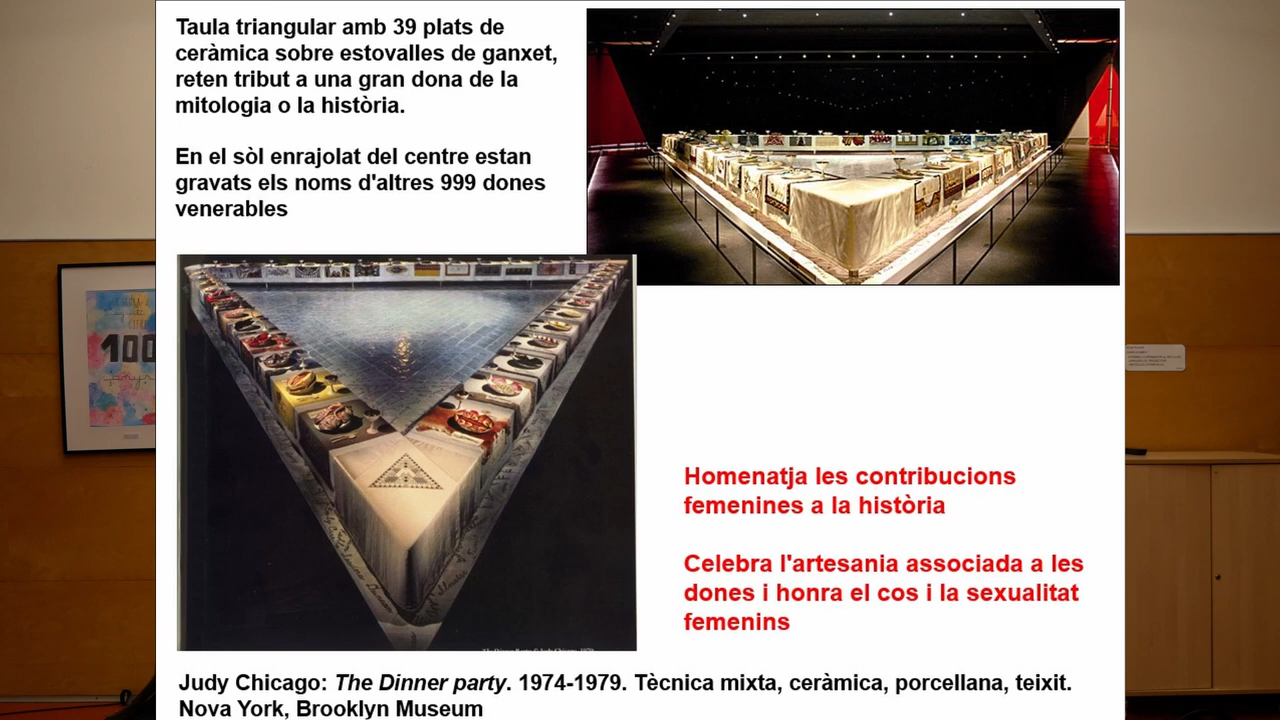 Taula triangular amb 39 plats de
ceràmica sobre estovalles de ganxet,
reten tribut a una gran dona de la
mitologia o la història.
En el sòl enrajolat del centre estan
gravats els noms d'altres 999 dones
venerables
100
Homenatja les contribucions
femenines a la història
Celebra l'artesania associada a les
dones i honra el cos i la sexualitat
femenins
Judy Chicago: The Dinner party. 1974-1979. Tècnica mixta, ceràmica, porcellana, teixit.
Nova York, Brooklyn Museum